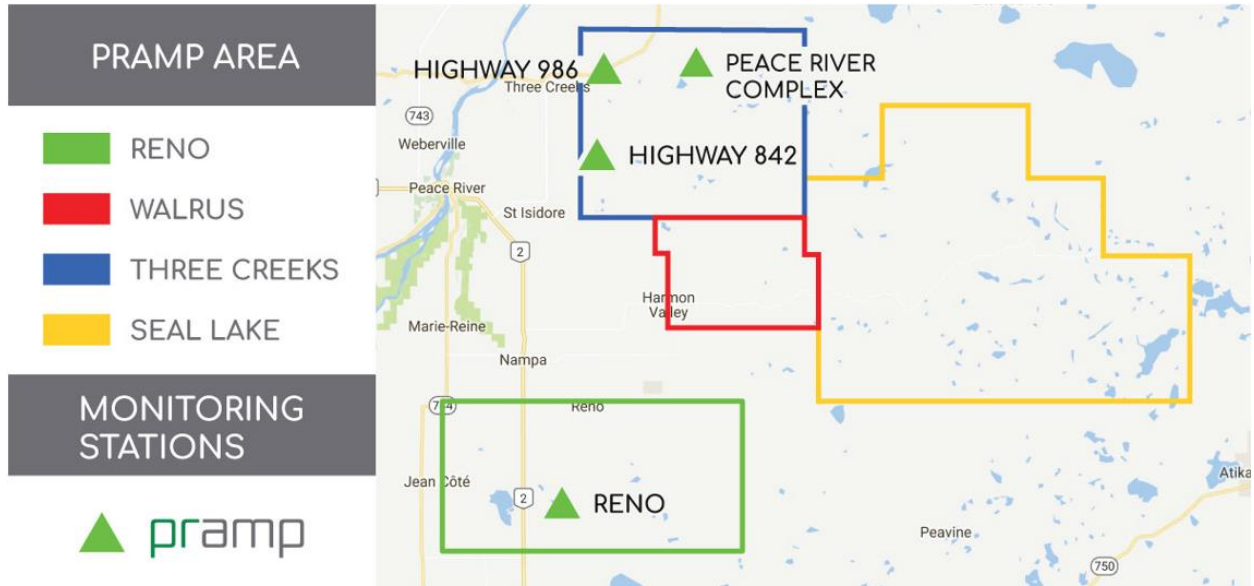 PRAMP AREA
RENO
WALRUS
THREE CREEKS
SEAL LAKE
MONITORING
STATIONS
pramp
HIGHWAY 986
Three Creeks
PEACE RIVER
COMPLEX
743
Weberville
HIGHWAY 842
Peace River
St Isidore
2
Harmon
Valley
Marie-Reine
Nampa
744
Reno
Jean Côté
2
RENO
Atika
Peavine
750